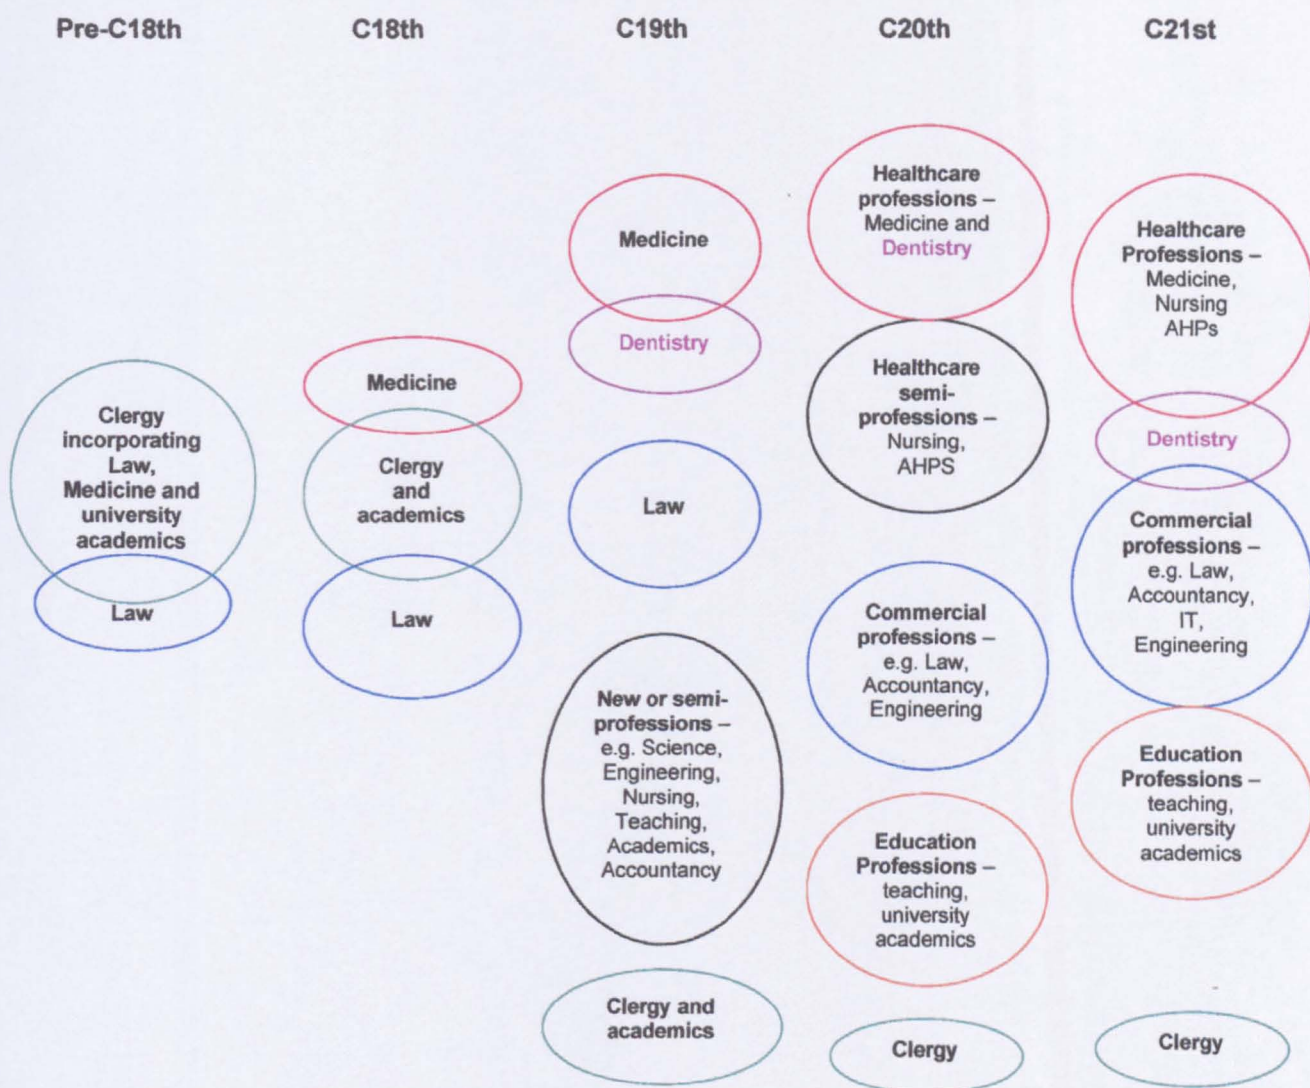 Pre-C18th
C18th
C19th
C20th
C21st
Clergy
incorporating
Law,
Medicine and
university
academics
Law
Medicine
Clergy
and
academics
Law
Medicine
Dentistry
Law
New or semi-
professions –
e.g. Science,
Engineering,
Nursing,
Teaching,
Academics,
Accountancy
Clergy and
academics
Healthcare
professions –
Medicine and
Dentistry
Healthcare
semi-
professions –
Nursing,
AHPS
Commercial
professions –
e.g. Law,
Accountancy,
Engineering
Education
Professions –
teaching,
university
academics
Clergy
Healthcare
Professions –
Medicine,
Nursing
AHPs
Dentistry
Commercial
professions –
e.g. Law,
Accountancy,
IT,
Engineering
Education
Professions –
teaching,
university
academics
Clergy